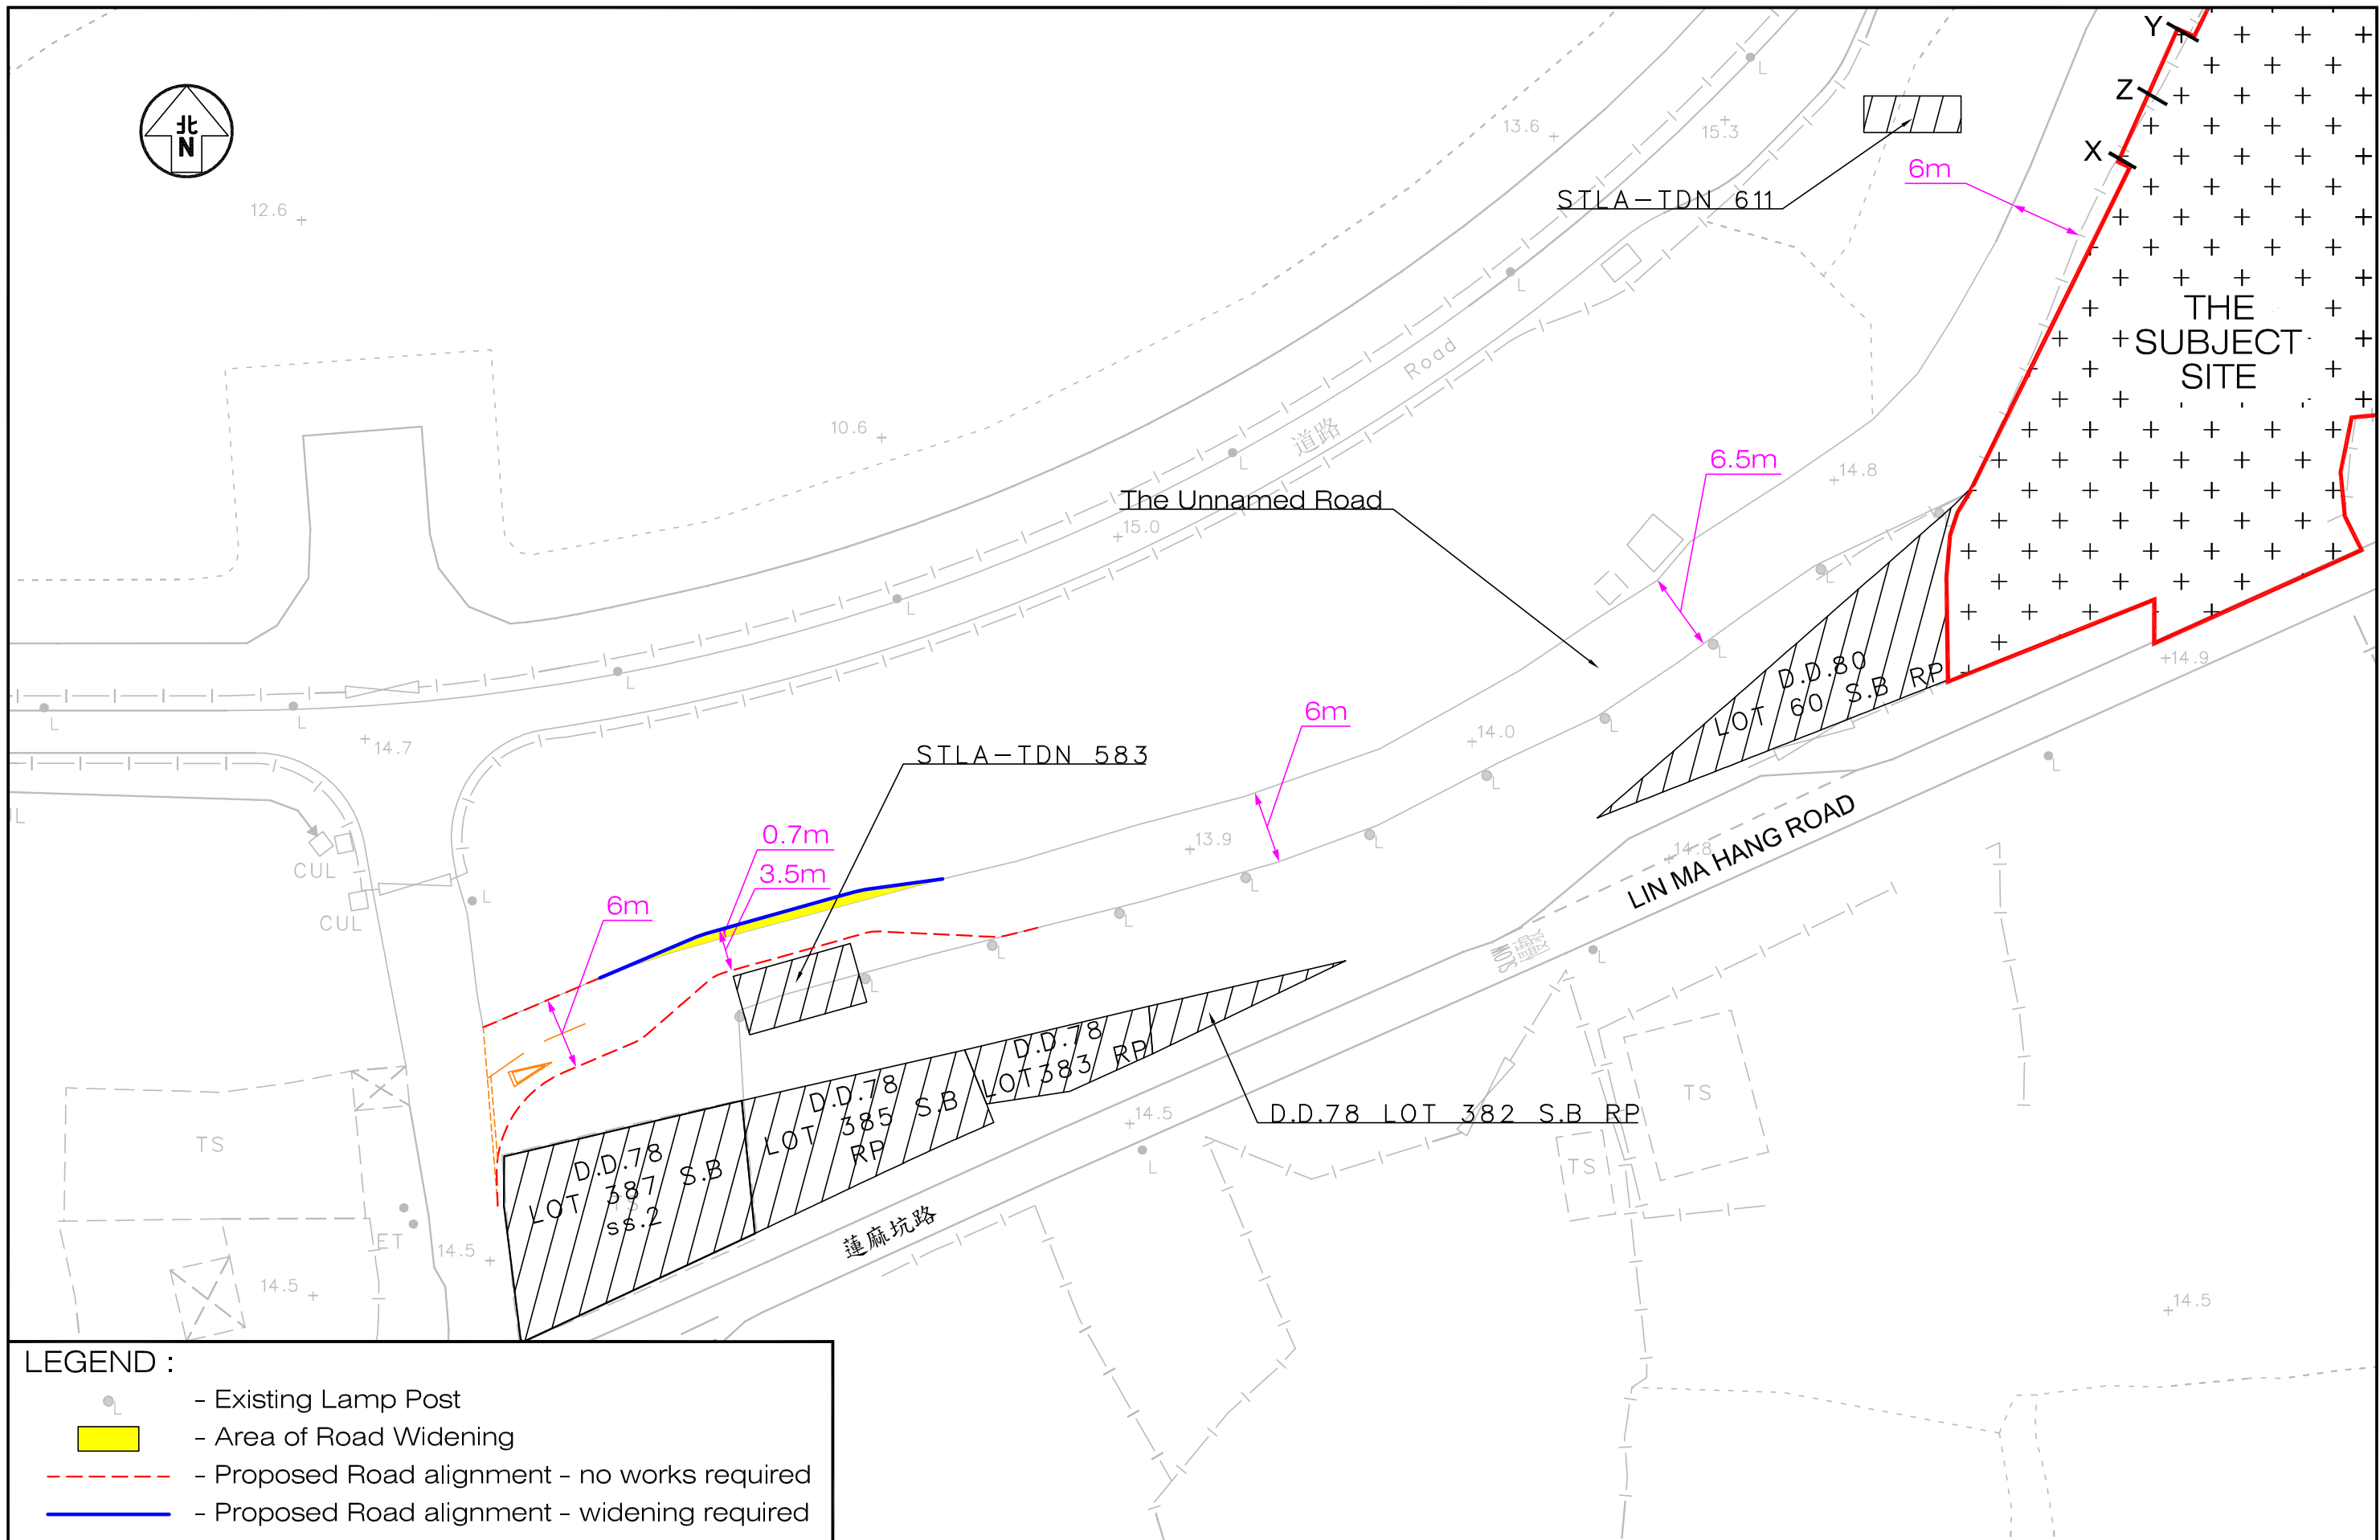 Y
Z
X
北
N
12.6
13.6
15.3
L
6m
STLA-TDN 611
L
THE
SUBJECT
SITE
Road
道路
10.6
L
6.5m
14.8
The Unnamed Road
15.0
L
L
L
L
L
L
14.7
STLA-TDN 583
6m
14.0
L
L
D.D.80
LOT 60 S.B RP
14.9
L
CUL
CUL
L
0.7m
3.5m
6m
13.9
L
L
L
L
L
14.8
LIN MA HANG ROAD
L
D.D.78
LOT383 RP
D.D.78 LOT 382 S.B RP
D.D.78
LOT 385 S.B
RP
D.D.78
LOT 387 S.B
ss.2
TS
TS
TS
TS
14.5
L
蓮麻坑路
ET
14.5
14.5
14.5
LEGEND :
L
- Existing Lamp Post
- Area of Road Widening
- Proposed Road alignment - no works required
- Proposed Road alignment - widening required